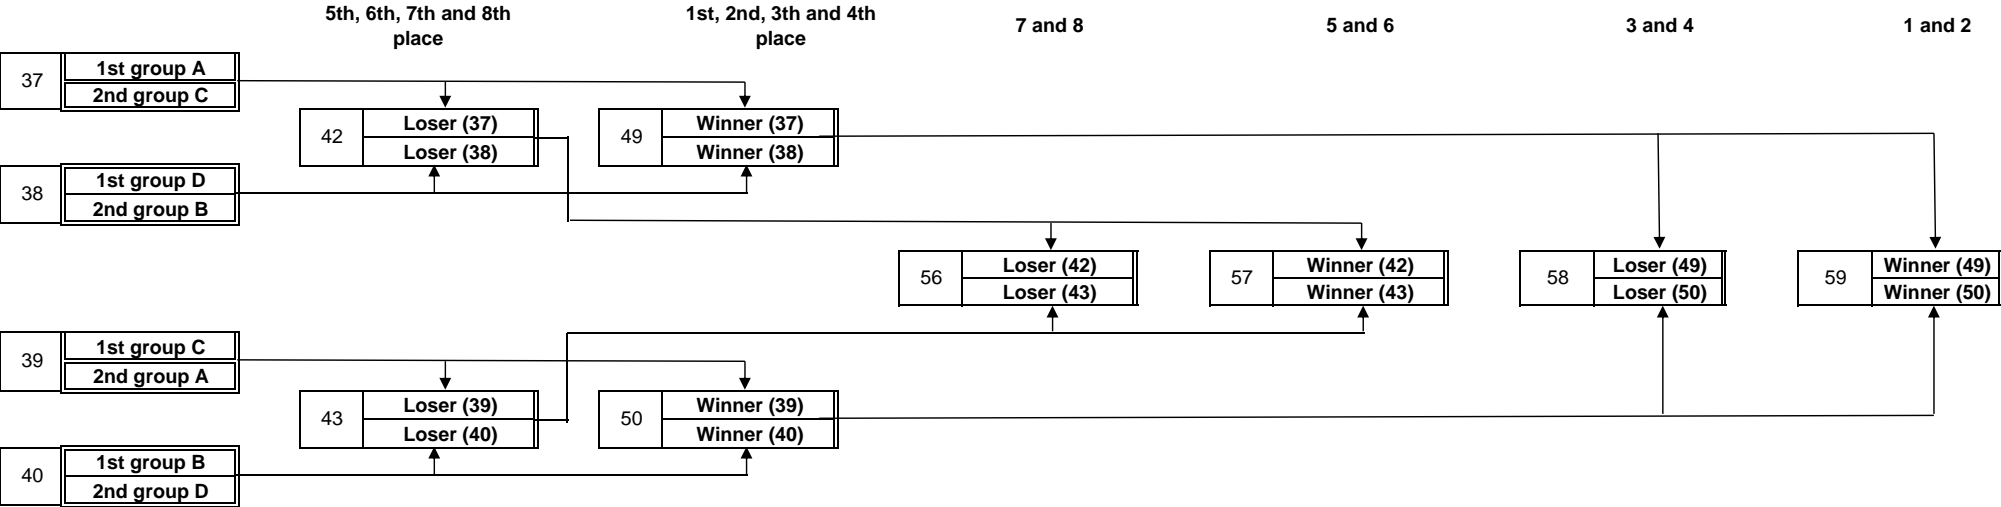 5th, 6th, 7th and 8th
place
1st, 2nd, 3th and 4th
place
7 and 8
5 and 6
3 and 4
1 and 2
37
1st group A
2nd group C
42
Loser (37)
Loser (38)
49
Winner (37)
Winner (38)
38
1st group D
2nd group B
56
Loser (42)
Loser (43)
57
Winner (42)
Winner (43)
58
Loser (49)
Loser (50)
59
Winner (49)
Winner (50)
39
1st group C
2nd group A
43
Loser (39)
Loser (40)
50
Winner (39)
Winner (40)
40
1st group B
2nd group D